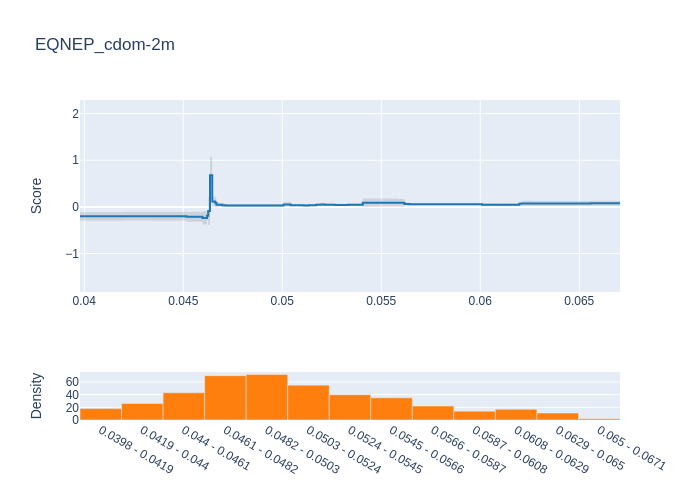 EQNEP_cdom-2m
Score
2
1
0
−1
0.04
0.045
0.05
0.055
0.06
0.065
Density
60
40
20
0
0.0398 - 0.0419
0.0419 - 0.044
0.044 - 0.0461
0.0461 - 0.0482
0.0482 - 0.0503
0.0503 - 0.0524
0.0524 - 0.0545
0.0545 - 0.0566
0.0566 - 0.0587
0.0587 - 0.0608
0.0608 - 0.0629
0.0629 - 0.065
0.065 - 0.0671